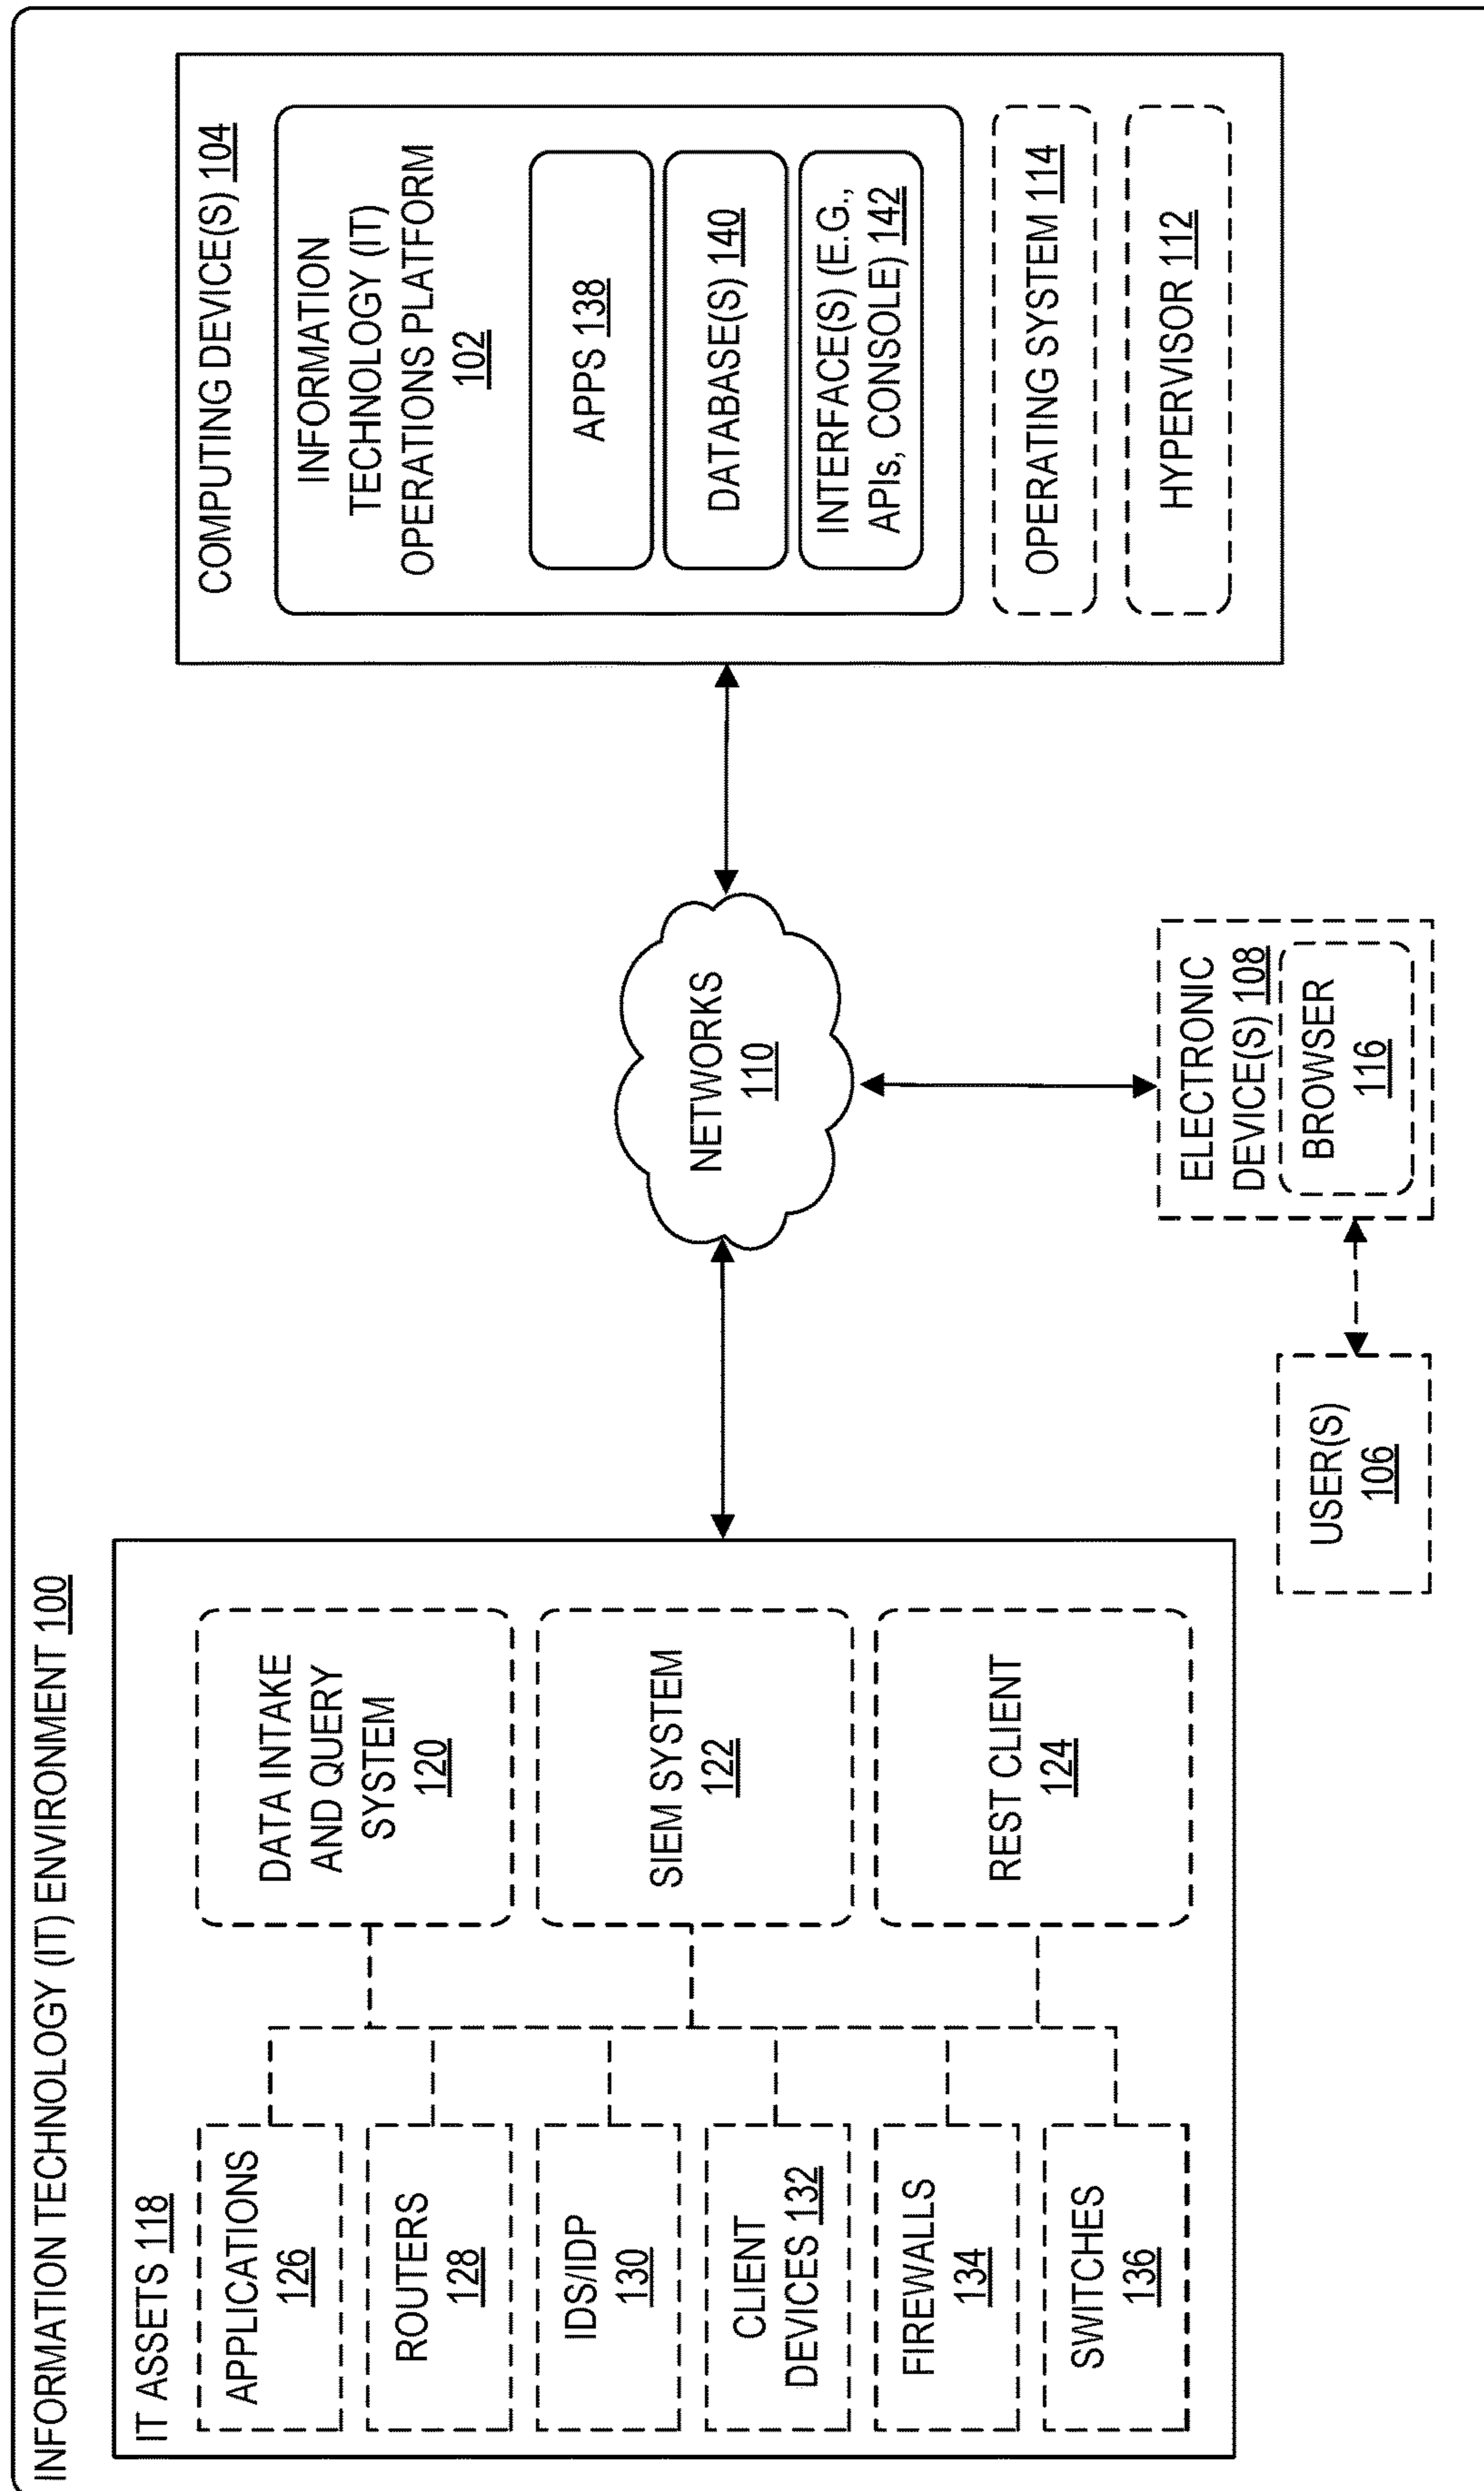 INFORMATION TECHNOLOGY (IT) ENVIRONMENT 100
IT ASSETS 118
APPLICATIONS
126
ROUTERS
128
IDS/IDP
130
CLIENT
DEVICES 132
FIREWALLS
134
SWITCHES
136
DATA INTAKE
AND QUERY
SYSTEM
120
SIEM SYSTEM
122
REST CLIENT
124
NETWORKS
110
USER(S)
106
ELECTRONIC
DEVICE(S) 108
BROWSER
116
COMPUTING DEVICE(S) 104
INFORMATION
TECHNOLOGY (IT)
OPERATIONS PLATFORM
102
APPS 138
DATABASE(S) 140
INTERFACE(S) (E.G.,
APIs, CONSOLE) 142
OPERATING SYSTEM 114
HYPERVISOR 112